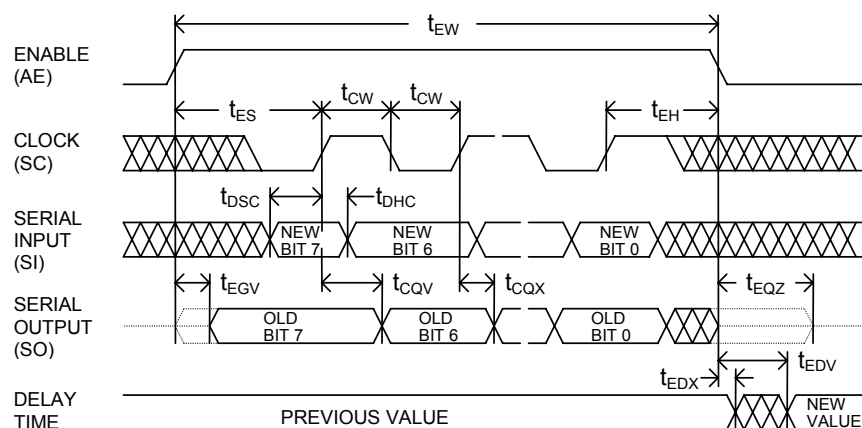 tEW
ENABLE
(AE)
tES
tCW
tCW
tEH
CLOCK
(SC)
tDSC
tDHC
SERIAL
INPUT
(SI)
NEW
BIT 7
NEW
BIT 6
NEW
BIT 0
tEGV
tCQV
tCQX
tEQZ
SERIAL
OUTPUT
(SO)
OLD
BIT 7
OLD
BIT 6
OLD
BIT 0
tEDV
tEDX
DELAY
TIME
PREVIOUS VALUE
NEW
VALUE